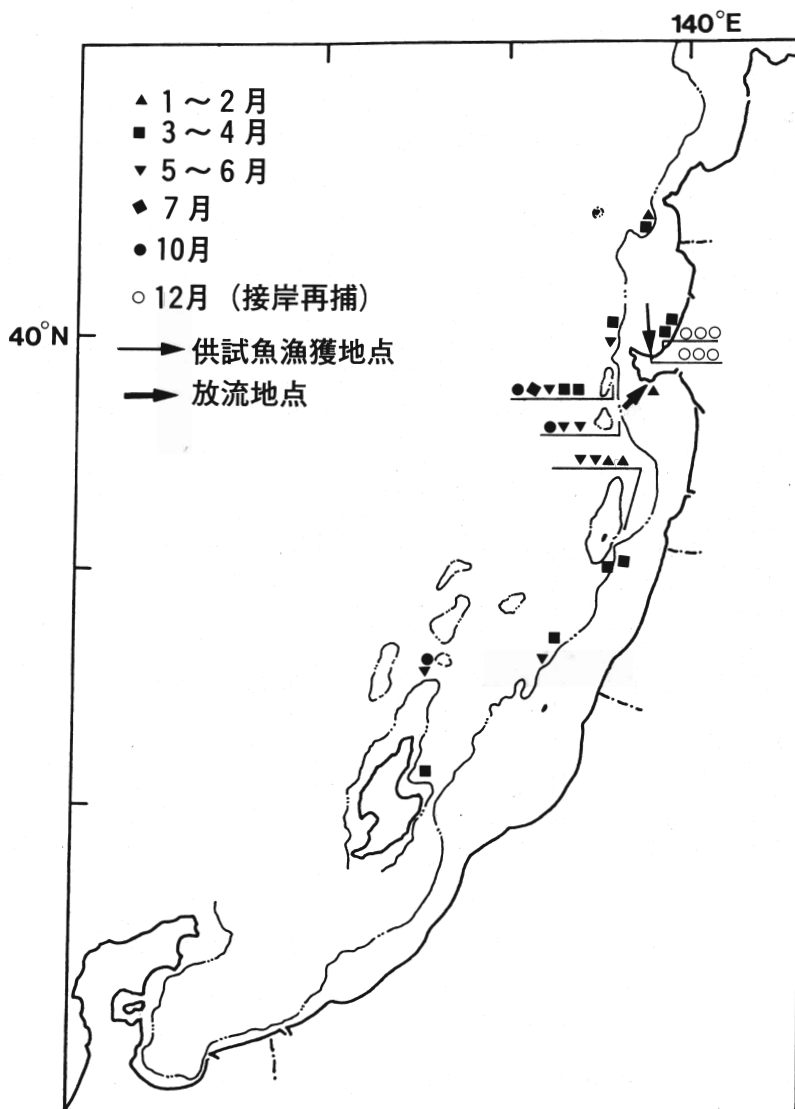 140°E
▲ 1～2月
■ 3～4月
▼ 5～6月
◆ 7月
● 10月
○ 12月（接岸再捕）
40°N
→ 供試魚漁獲地点
➡ 放流地点